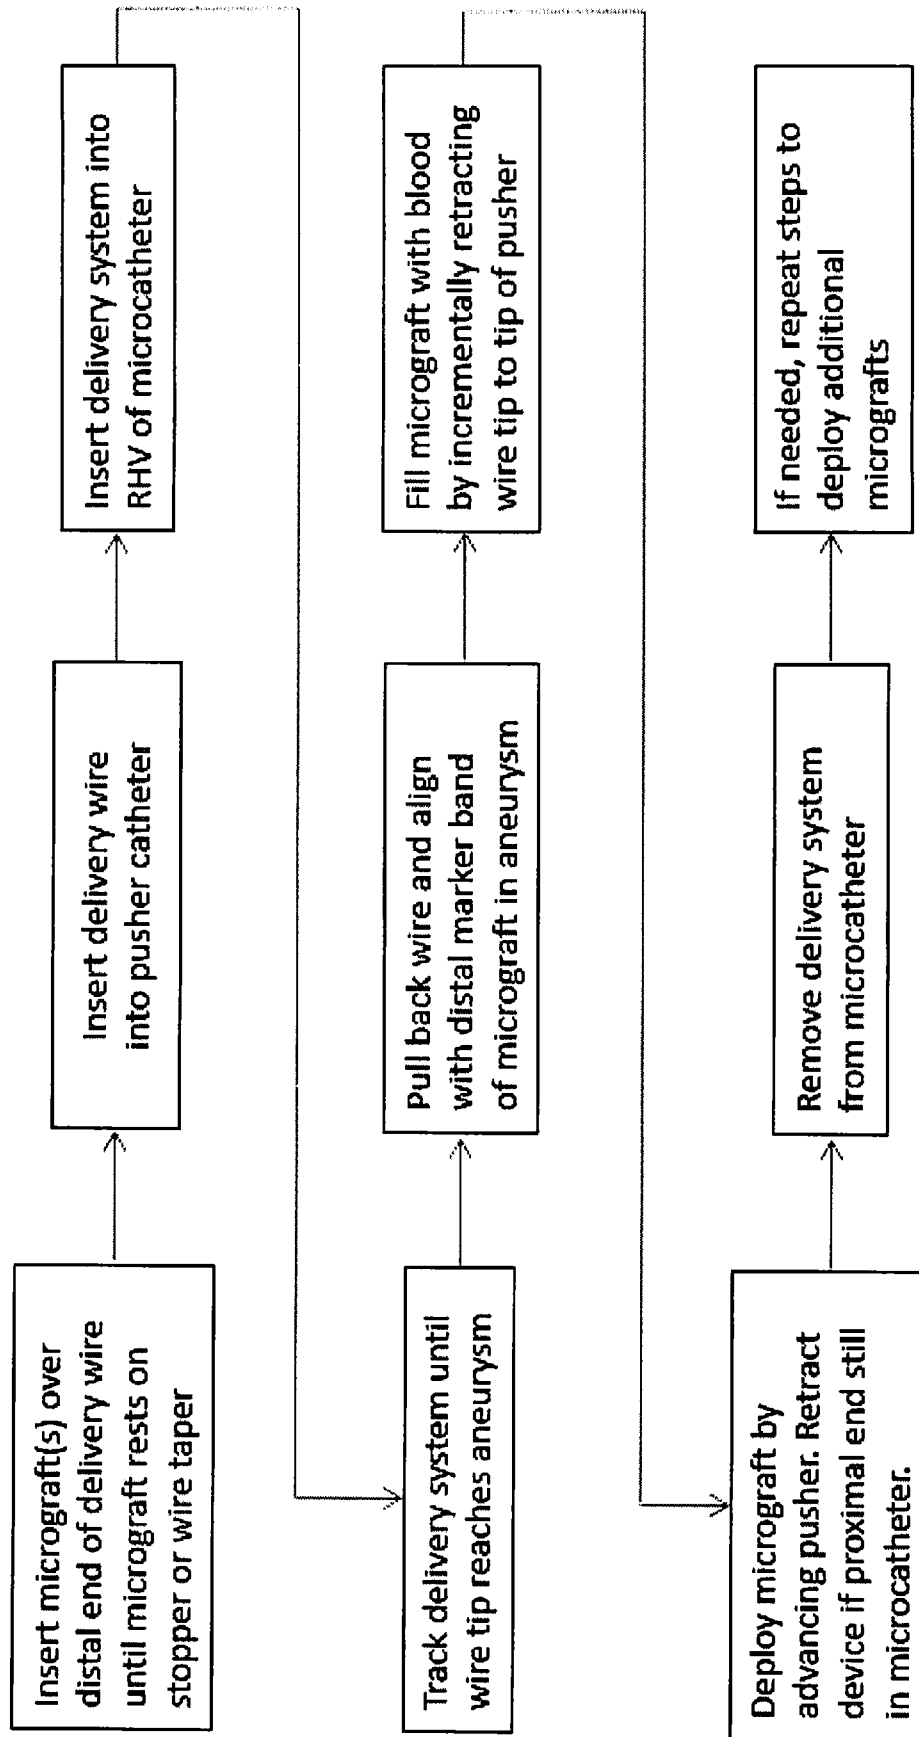 Insert micrograft(s) over
distal end of delivery wire
until micrograft rests on
stopper or wire taper
Insert delivery wire
into pusher catheter
Insert delivery system into
RHV of microcatheter
Track delivery system until
wire tip reaches aneurysm
Pull back wire and align
with distal marker band
of micrograft in aneurysm
Fill micrograft with blood
by incrementally retracting
wire tip to tip of pusher
Deploy micrograft by
advancing pusher. Retract
device if proximal end still
in microcatheter.
Remove delivery system
from microcatheter
If needed, repeat steps to
deploy additional
micrografts